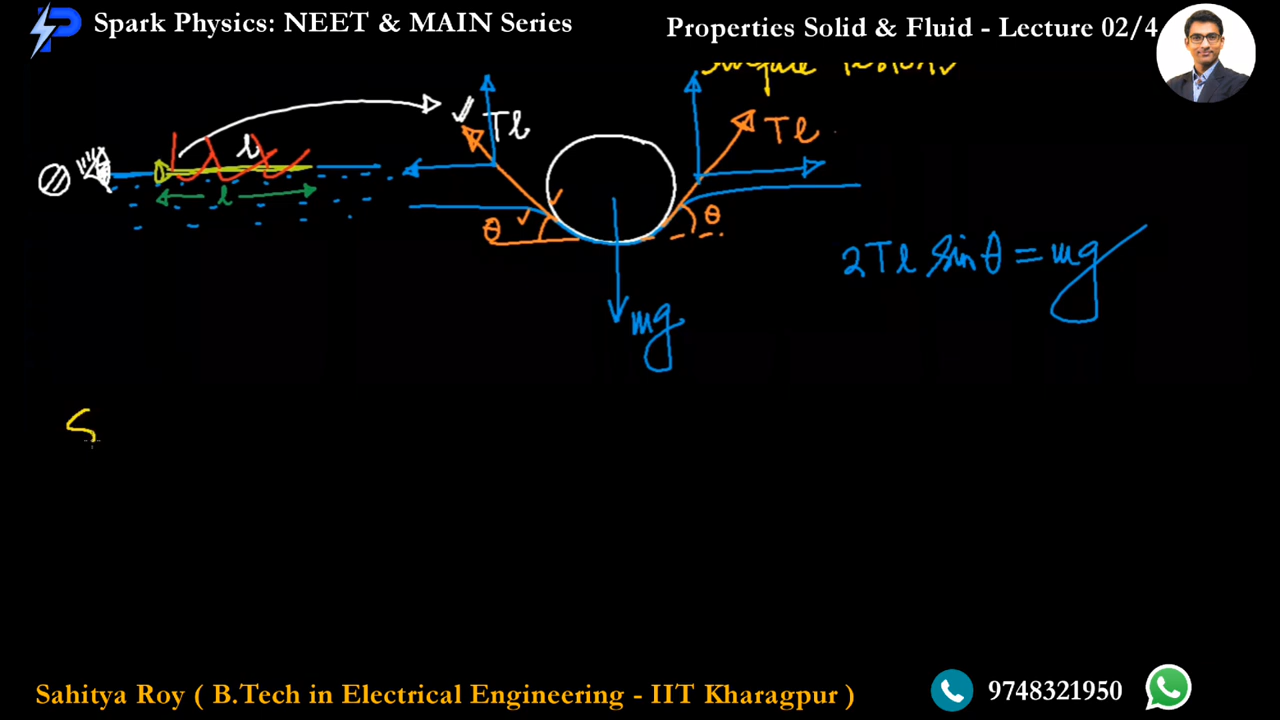 Spark Physics: NEET & MAIN Series
Properties Solid & Fluid - Lecture 02/4
Tl
Tl
l
l
θ
θ
2Tl sinθ = mg
mg
S
Sahitya Roy ( B.Tech in Electrical Engineering - IIT Kharagpur )
9748321950